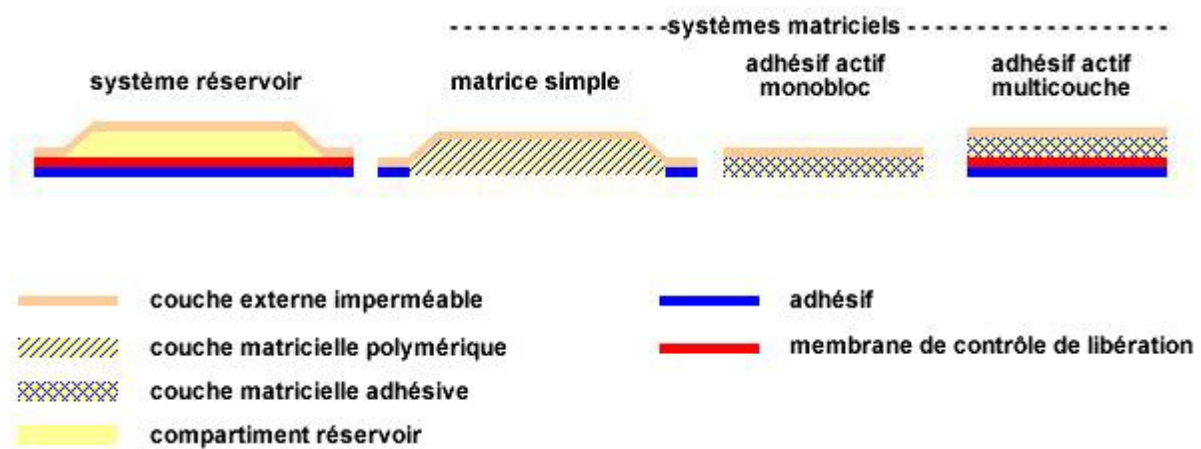 systèmes matriciels
système réservoir
matrice simple
adhésif actif
monobloc
adhésif actif
multicouche
couche externe imperméable
adhésif
couche matricielle polymérique
membrane de contrôle de libération
couche matricielle adhésive
compartiment réservoir